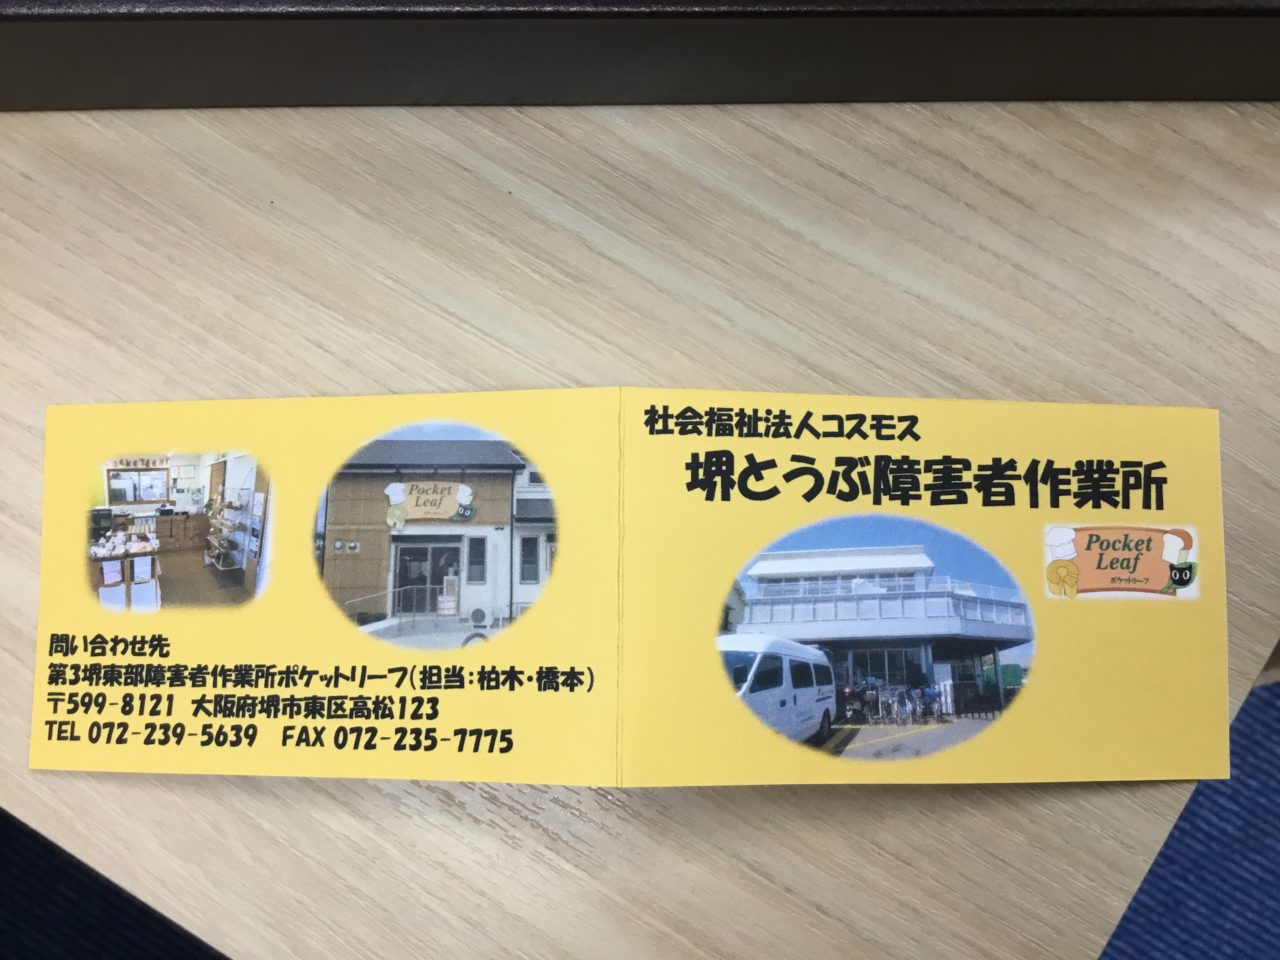 Pocket
Leaf
問い合わせ先
第3堺東部障害者作業所ポケットリーフ(担当:柏木・橋本)
〒599-8121 大阪府堺市東区高松123
TEL 072-239-5639 FAX 072-235-7775
社会福祉法人コスモス
堺とうぶ障害者作業所
Pocket
Leaf
ポケットリーフ